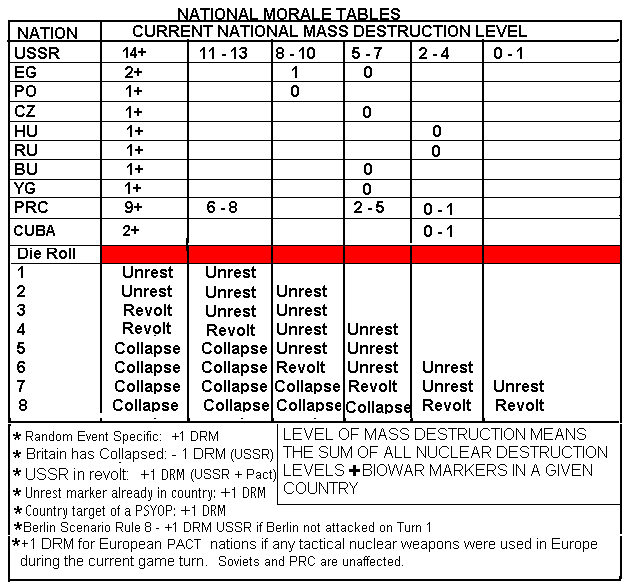 NATIONAL MORALE TABLES
NATION CURRENT NATIONAL MASS DESTRUCTION LEVEL
USSR 14+ 11 - 13 8 - 10 5 - 7 2 - 4 0 - 1
EG 2+ 1 0
PO 1+ 0
CZ 1+ 0
HU 1+ 0
RU 1+ 0
BU 1+ 0
YG 1+ 0
PRC 9+ 6 - 8 2 - 5 0 - 1
CUBA 2+ 0 - 1
Die Roll
1 Unrest Unrest
2 Unrest Unrest Unrest
3 Revolt Unrest Unrest
4 Revolt Revolt Unrest Unrest
5 Collapse Collapse Unrest Unrest
6 Collapse Collapse Revolt Unrest Unrest
7 Collapse Collapse Collapse Revolt Unrest Unrest
8 Collapse Collapse Collapse Collapse Revolt Revolt
* Random Event Specific: +1 DRM
* Britain has Collapsed: - 1 DRM (USSR)
* USSR in revolt: +1 DRM (USSR + Pact)
* Unrest marker already in country: +1 DRM
* Country target of a PSYOP: +1 DRM
LEVEL OF MASS DESTRUCTION MEANS
THE SUM OF ALL NUCLEAR DESTRUCTION
LEVELS + BIOWAR MARKERS IN A GIVEN
COUNTRY
*Berlin Scenario Rule 8 - +1 DRM USSR if Berlin not attacked on Turn 1
*+1 DRM for European PACT nations if any tactical nuclear weapons were used in Europe
during the current game turn. Soviets and PRC are unaffected.